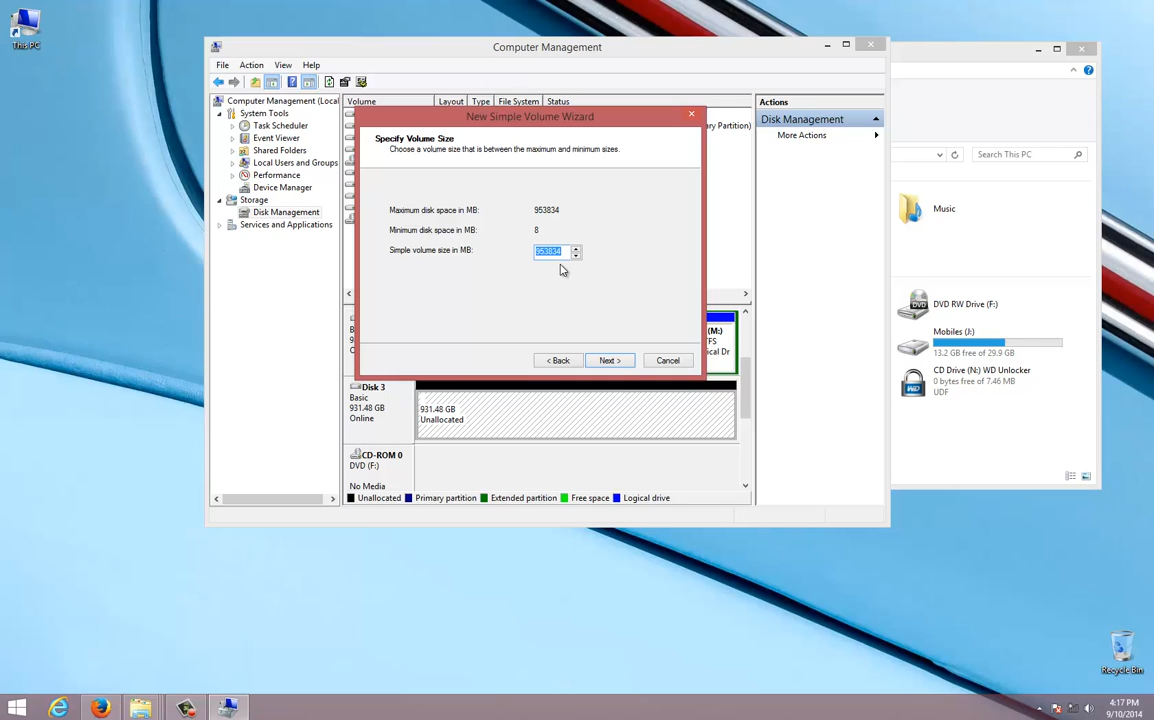 This PC
Computer Management
File Action View Help
Computer Management (Local
System Tools
Task Scheduler
Event Viewer
Shared Folders
Local Users and Groups
Performance
Device Manager
Storage
Disk Management
Services and Applications
Volume Layout Type File System Status
ary Partition)
New Simple Volume Wizard
Specify Volume Size
Choose a volume size that is between the maximum and minimum sizes.
Maximum disk space in MB: 953834
Minimum disk space in MB: 8
Simple volume size in MB: 953834
< Back Next > Cancel
(M:)
TFS
ical Dr
Disk 3
Basic
931.48 GB
Online
931.48 GB
Unallocated
CD-ROM 0
DVD (F:)
No Media
Unallocated Primary partition Extended partition Free space Logical drive
Actions
Disk Management
More Actions
Search This PC
Music
DVD RW Drive (F:)
Mobiles (J:)
13.2 GB free of 29.9 GB
CD Drive (N:) WD Unlocker
0 bytes free of 7.46 MB
UDF
Recycle Bin
4:17 PM
9/10/2014